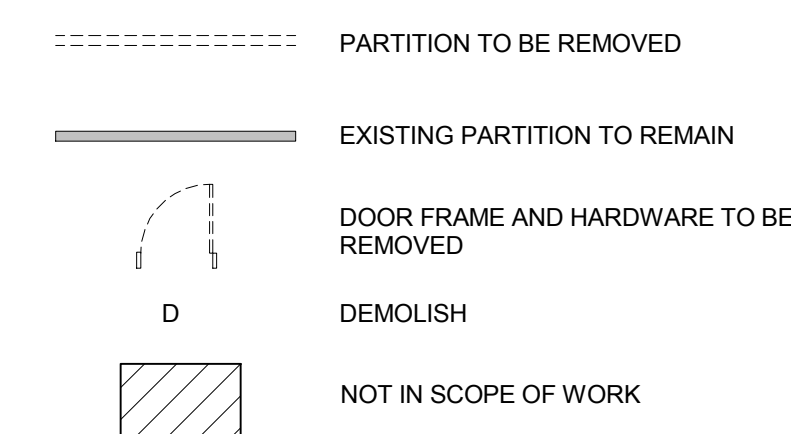 PARTITION TO BE REMOVED
EXISTING PARTITION TO REMAIN
DOOR FRAME AND HARDWARE TO BE
REMOVED
D DEMOLISH
NOT IN SCOPE OF WORK